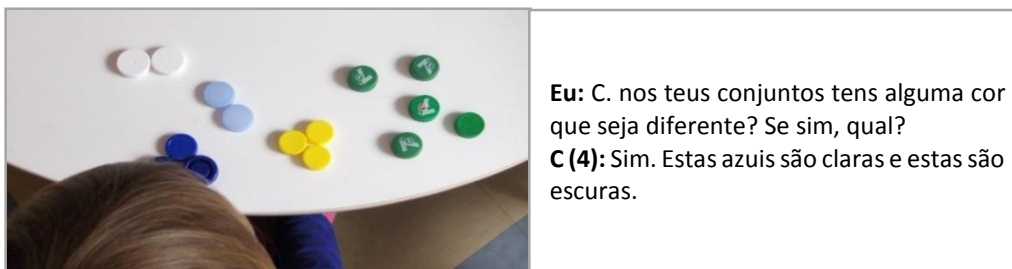 Eu: C. nos teus conjuntos tens alguma cor
que seja diferente? Se sim, qual?
C (4): Sim. Estas azuis são claras e estas são
escuras.